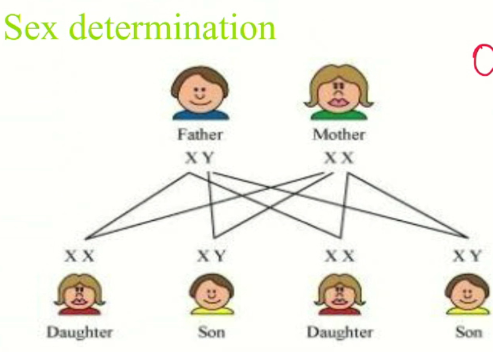 Sex determination
Father Mother
X Y X X
X X X Y X X X Y
Daughter Son Daughter Son